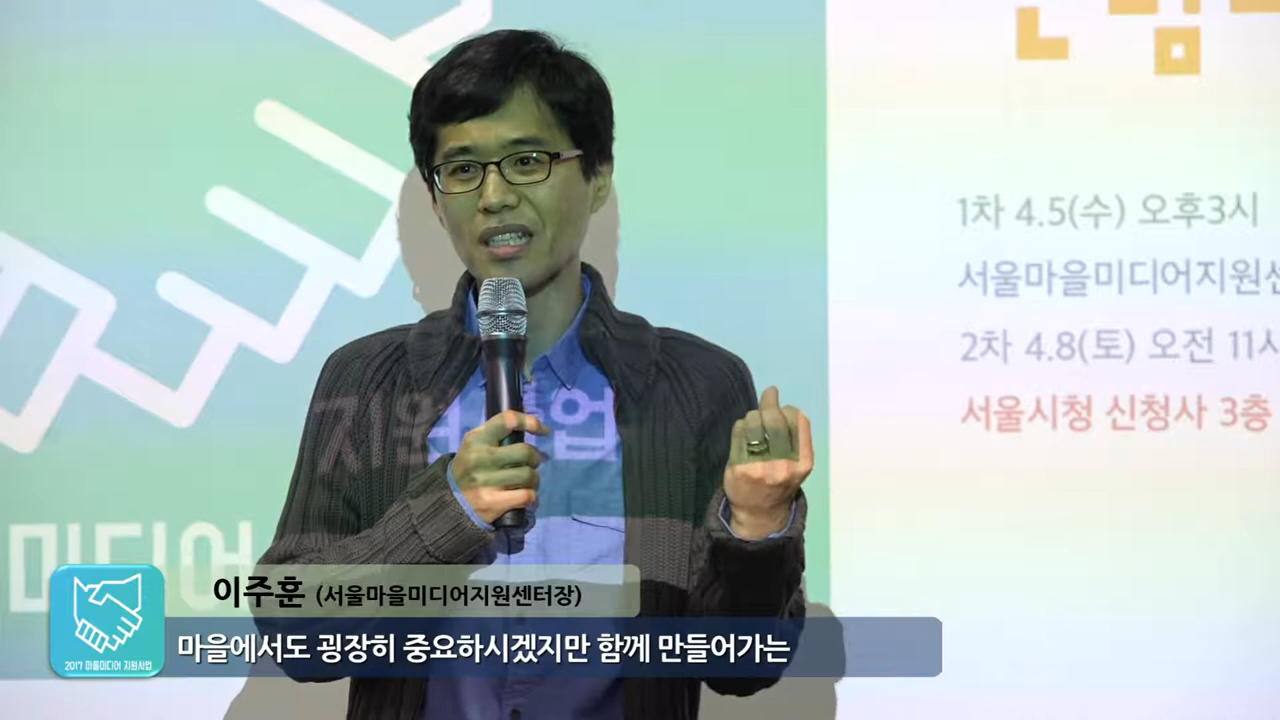 1차 4.5(수) 오후3시
서울마을미디어지원센
2차 4.8(토) 오전 11시
서울시청 신청사 3층
지원사업
미디어
이주훈 (서울마을미디어지원센터장)
마을에서도 굉장히 중요하시겠지만 함께 만들어가는
2017 마을미디어 지원사업